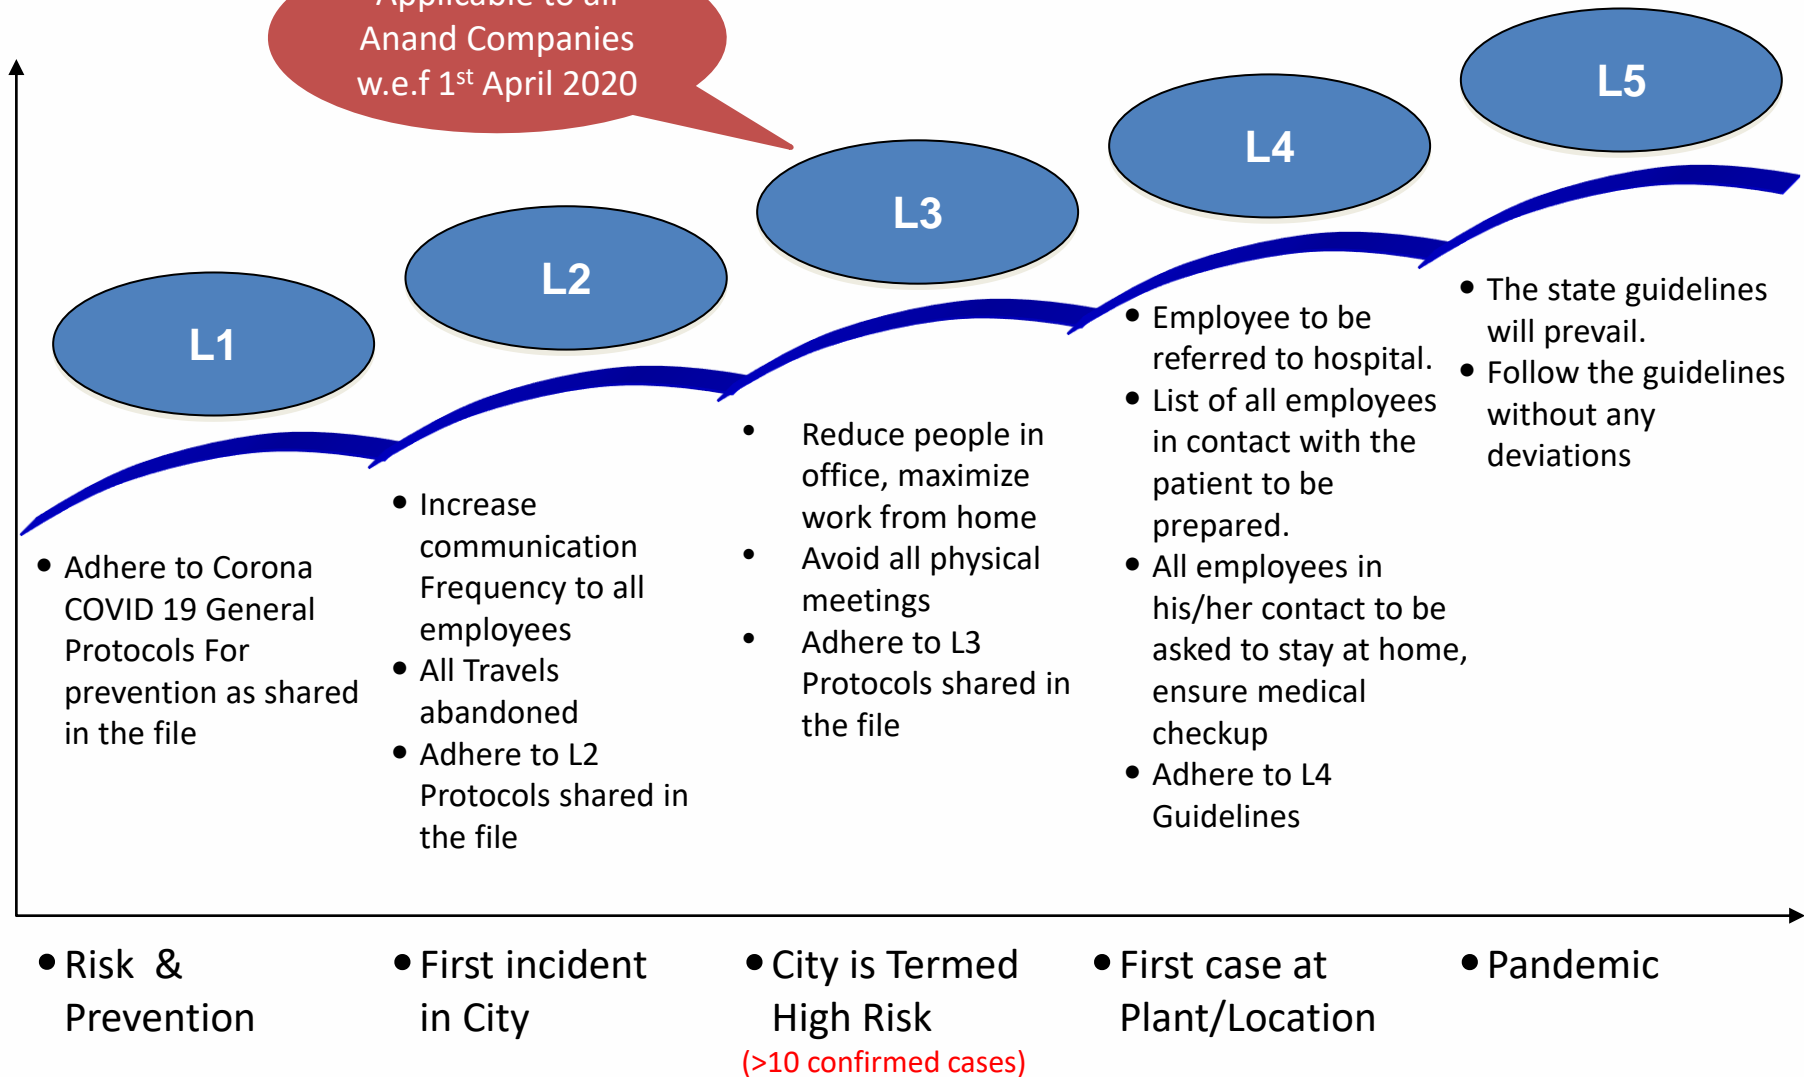 Applicable to all
Anand Companies
w.e.f 1st April 2020
L1
L2
L3
L4
L5
• Adhere to Corona
COVID 19 General
Protocols For
prevention as shared
in the file
• Increase
communication
Frequency to all
employees
• All Travels
abandoned
• Adhere to L2
Protocols shared in
the file
• Reduce people in
office, maximize
work from home
• Avoid all physical
meetings
• Adhere to L3
Protocols shared in
the file
• Employee to be
referred to hospital.
• List of all employees
in contact with the
patient to be
prepared.
• All employees in
his/her contact to be
asked to stay at home,
ensure medical
checkup
• Adhere to L4
Guidelines
• The state guidelines
will prevail.
• Follow the guidelines
without any
deviations
• Risk &
Prevention
• First incident
in City
• City is Termed
High Risk
(>10 confirmed cases)
• First case at
Plant/Location
• Pandemic